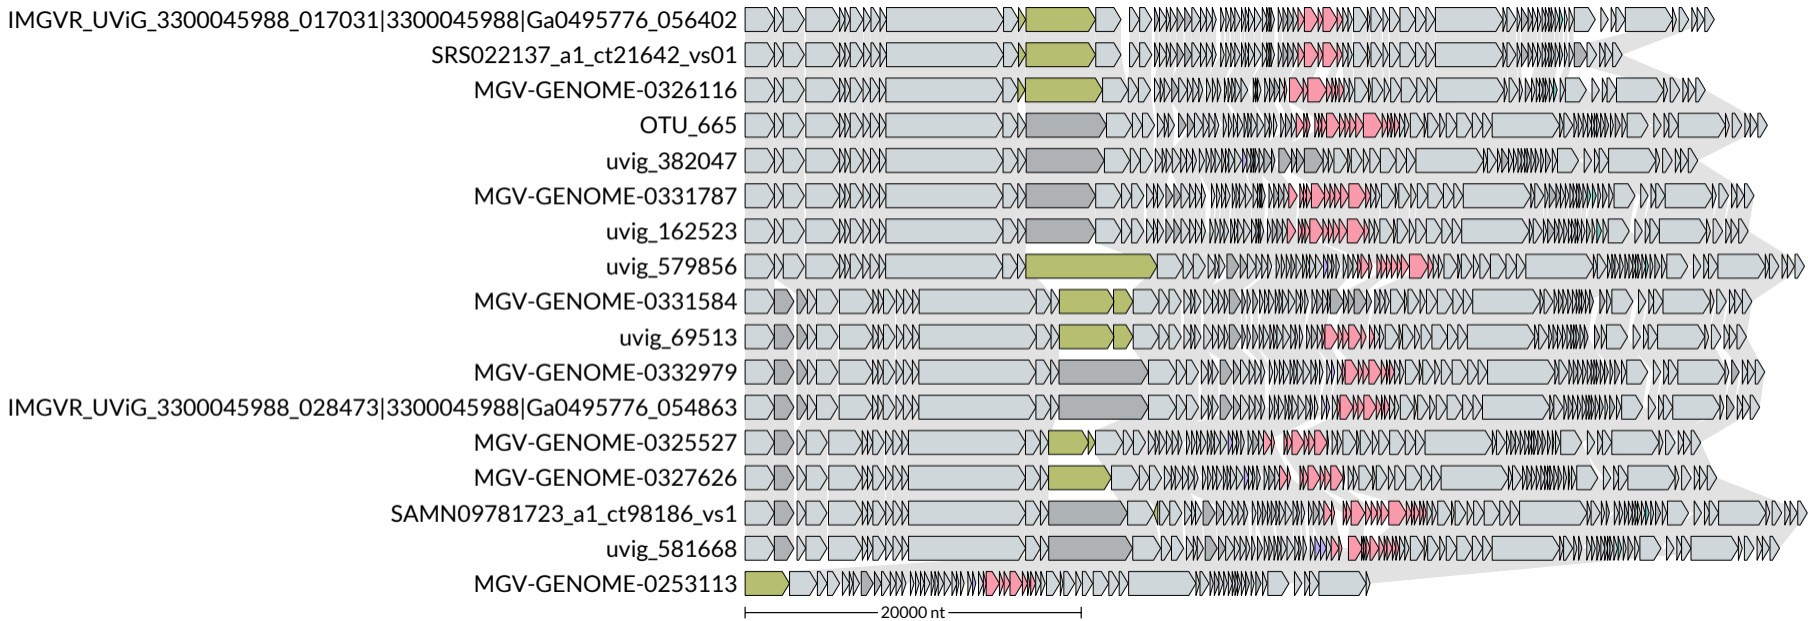 IMGVR_UViG_3300045988_017031|3300045988|Ga0495776_056402
SRS022137_a1_ct21642_vs01
MGV-GENOME-0326116
OTU_665
uvig_382047
MGV-GENOME-0331787
uvig_162523
uvig_579856
MGV-GENOME-0331584
uvig_69513
MGV-GENOME-0332979
IMGVR_UViG_3300045988_028473|3300045988|Ga0495776_054863
MGV-GENOME-0325527
MGV-GENOME-0327626
SAMN09781723_a1_ct98186_vs1
uvig_581668
MGV-GENOME-0253113
20000 nt